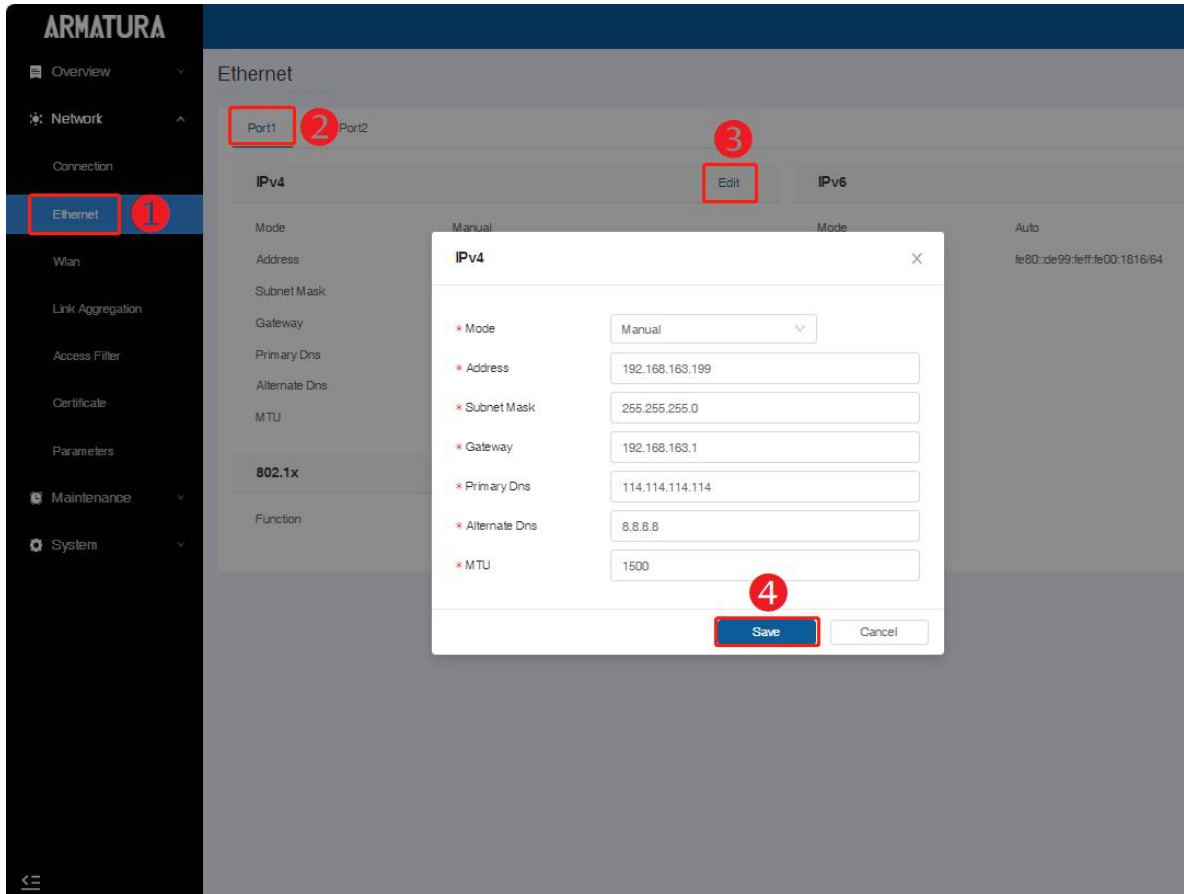 ARMATURA
Overview
Network
Connection
Ethernet
Wlan
Link Aggregation
Access Filter
Certificate
Parameters
Maintenance
System
Ethernet
Port1
Port2
IPv4
Edit
IPv6
Mode
Manual
Mode
Auto
Address
fe80::de99:feff:fe00:1816/64
Subnet Mask
Gateway
Primary Dns
Alternate Dns
MTU
802.1x
Function
IPv4
* Mode
Manual
* Address
192.168.163.199
* Subnet Mask
255.255.255.0
* Gateway
192.168.163.1
* Primary Dns
114.114.114.114
* Alternate Dns
8.8.8.8
* MTU
1500
Save
Cancel
1
2
3
4